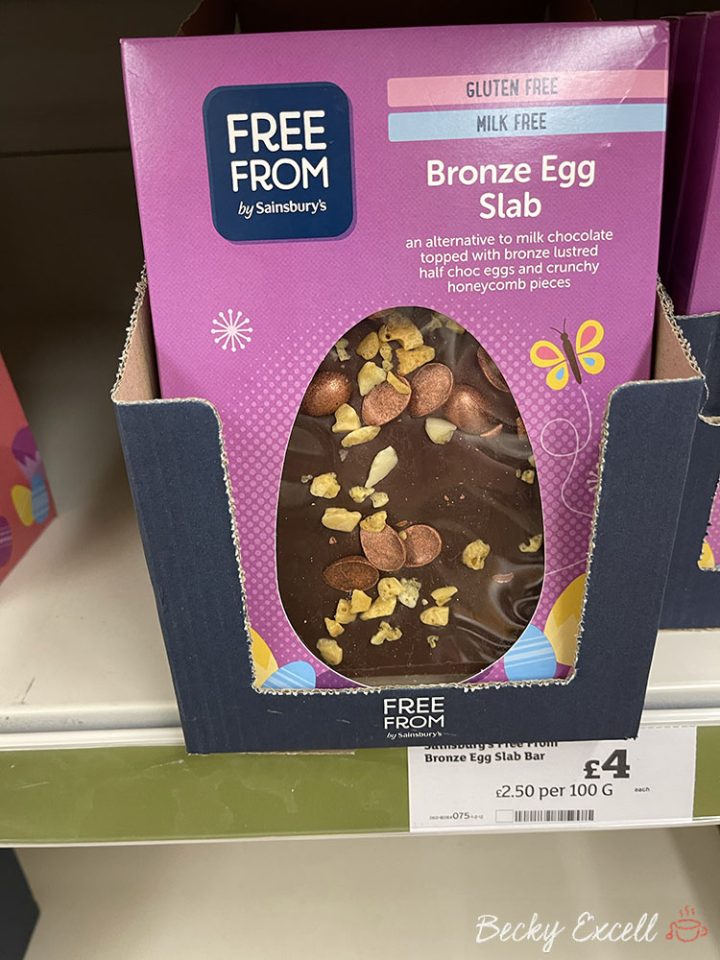 FREE
FROM
by Sainsbury's
GLUTEN FREE
MILK FREE
Bronze Egg
Slab
an alternative to milk chocolate
topped with bronze lustred
half choc eggs and crunchy
honeycomb pieces
FREE
FROM
by Sainsbury's
Sainsbury's Free From
Bronze Egg Slab Bar
£4
£2.50 per 100 G
each
Becky Excell